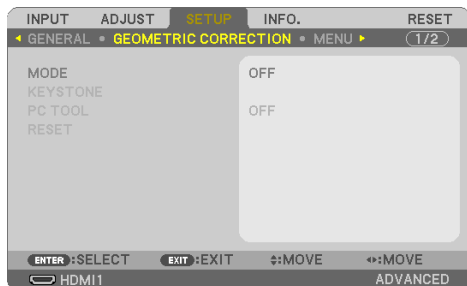 INPUT ADJUST SETUP INFO. RESET
GENERAL • GEOMETRIC CORRECTION • MENU (1/2)
MODE OFF
KEYSTONE
PC TOOL OFF
RESET
ENTER :SELECT EXIT :EXIT :MOVE :MOVE
HDMI1 ADVANCED